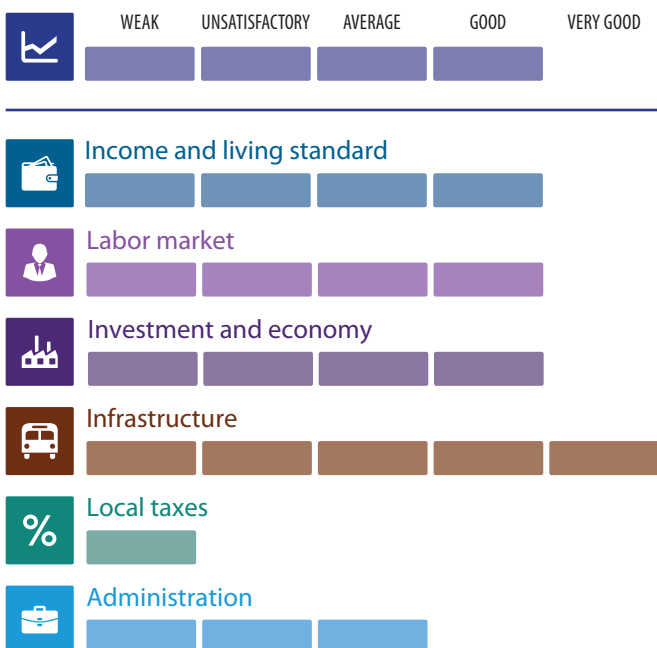 WEAK UNSATISFACTORY AVERAGE GOOD VERY GOOD
Income and living standard
Labor market
Investment and economy
Infrastructure
Local taxes
%
Administration